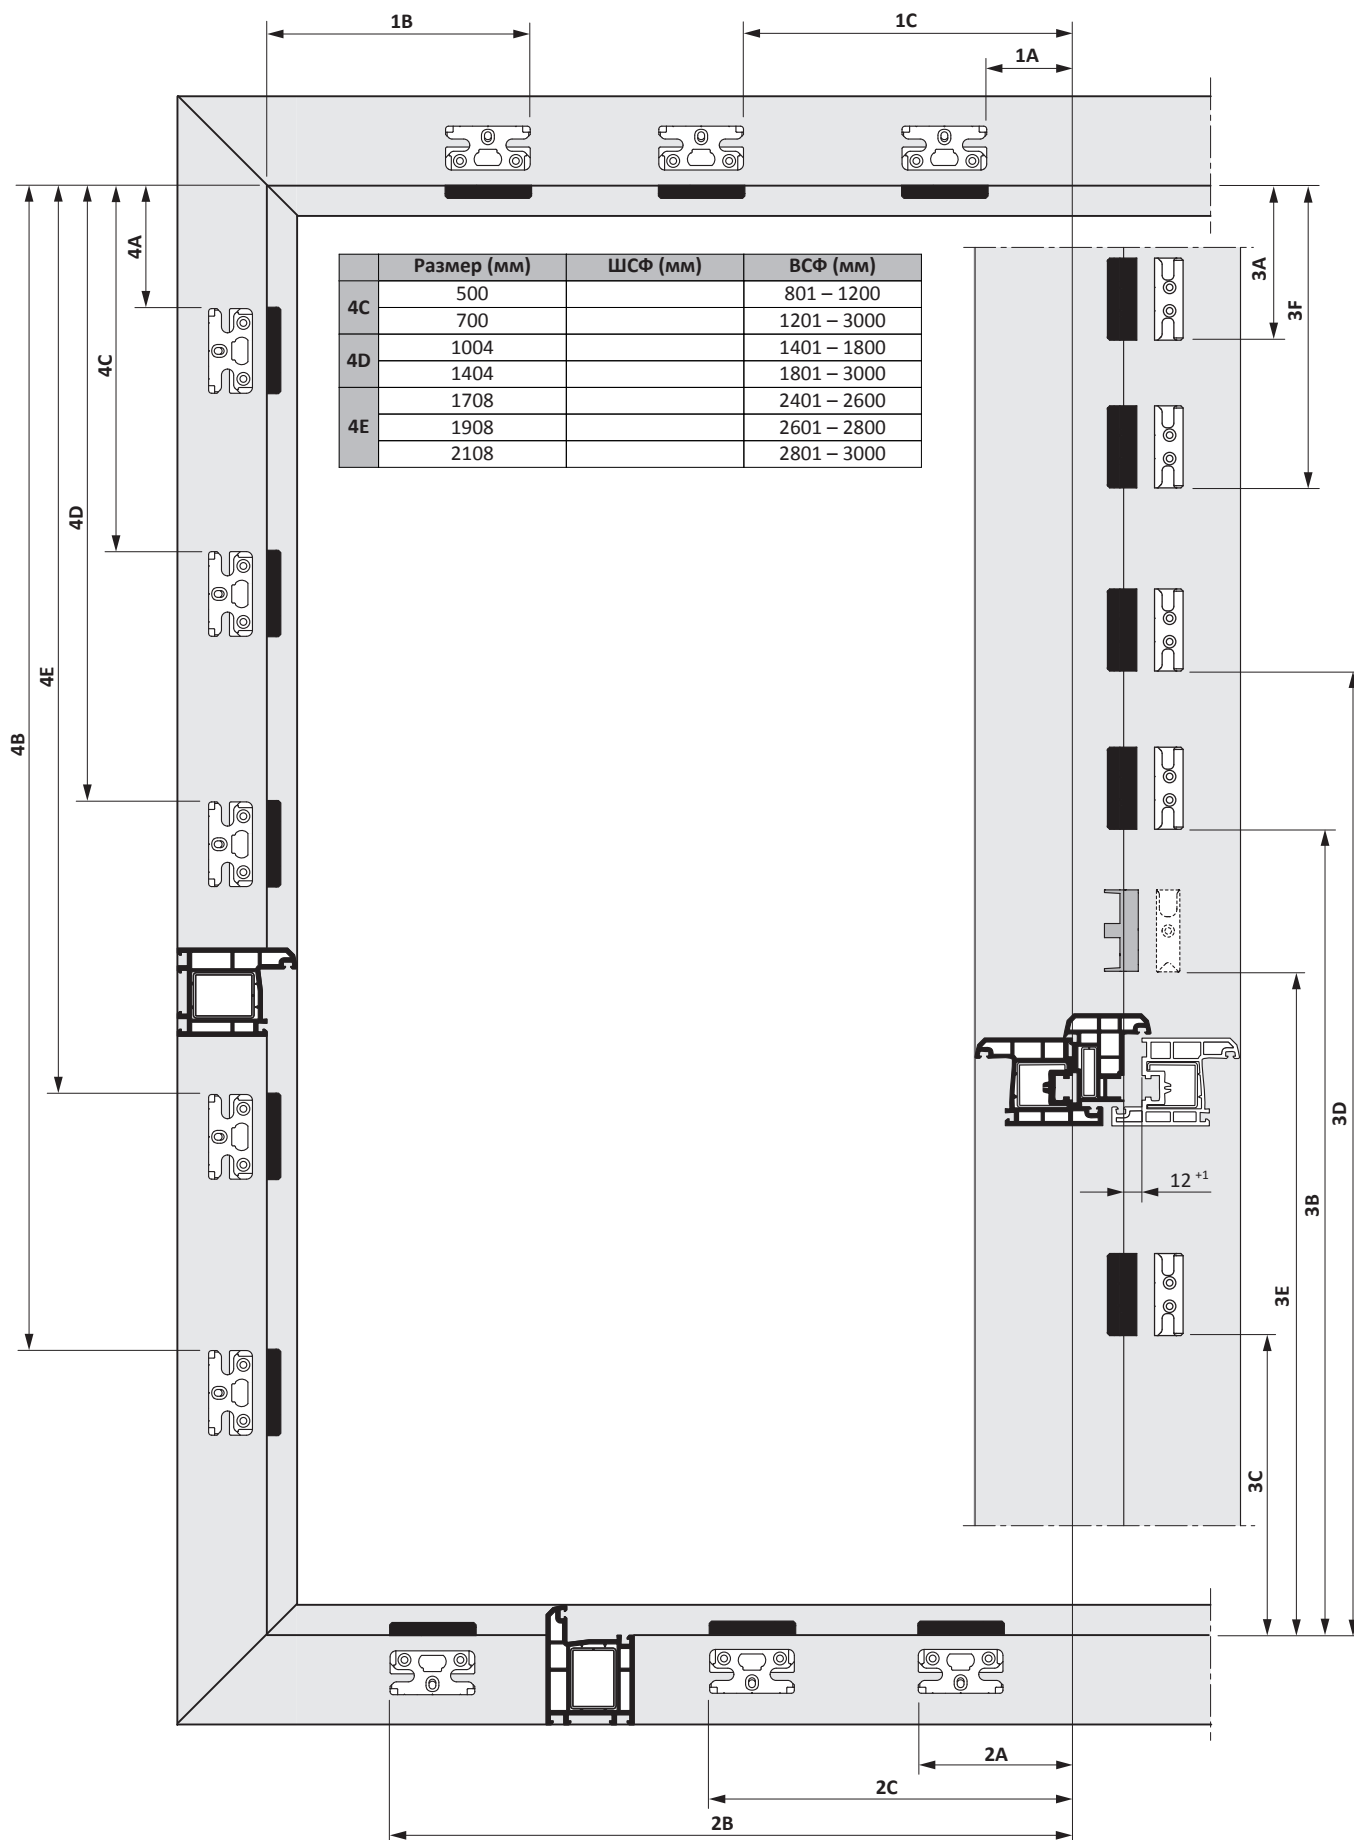 1B
1C
1A
4A
4C
4D
4E
4B
3A
3F
Размер (мм) ШСФ (мм) ВСФ (мм)
4C 500 801 – 1200
700 1201 – 3000
4D 1004 1401 – 1800
1404 1801 – 3000
4E 1708 2401 – 2600
1908 2601 – 2800
2108 2801 – 3000
12 +1
3D
3B
3E
3C
2A
2C
2B